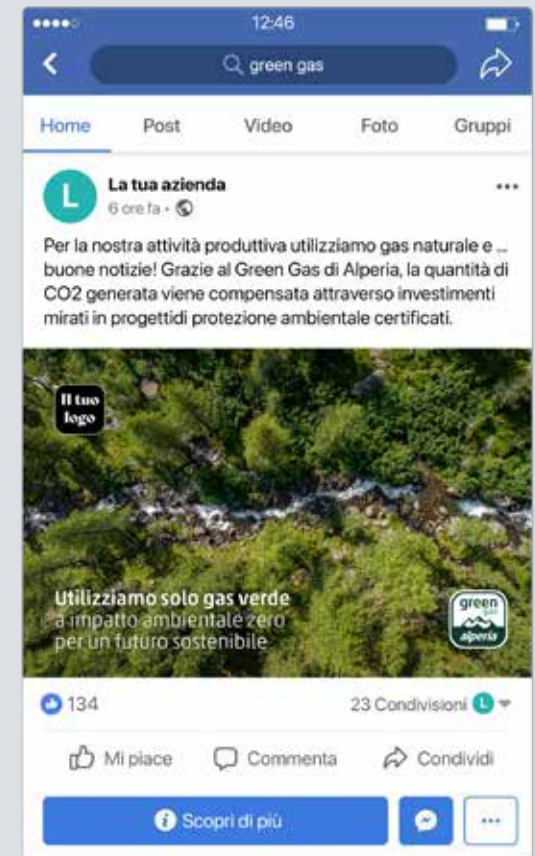 12:46
green gas
Home Post Video Foto Gruppi
L
La tua azienda
6 ore fa
Per la nostra attività produttiva utilizziamo gas naturale e ...
buone notizie! Grazie al Green Gas di Alperia, la quantità di
CO2 generata viene compensata attraverso investimenti
mirati in progettidi protezione ambientale certificati.
Il tuo
logo
Utilizziamo solo gas verde
a impatto ambientale zero
per un futuro sostenibile
green
gas
alperia
134
23 Condivisioni L
Mi piace Commenta Condividi
Scopri di più